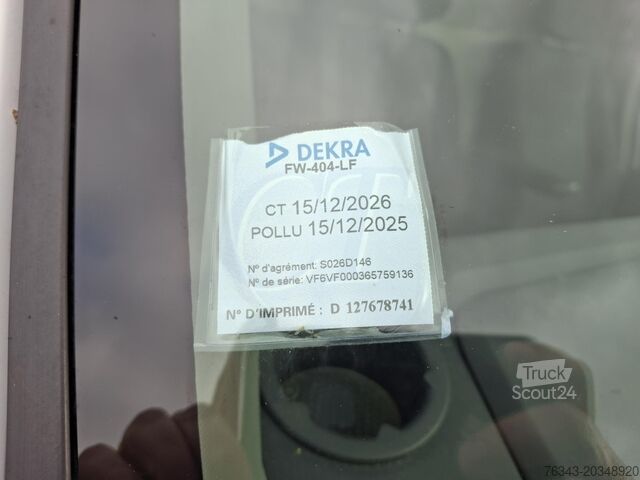 DEKRA
FW-404-LF
CT 15/12/2026
POLLU 15/12/2025
N° d'agrément: S026D146
N° de série: VF6VF000365759136
N° D'IMPRIMÉ : D 127678741
Truck
Scout24
76343-20348920